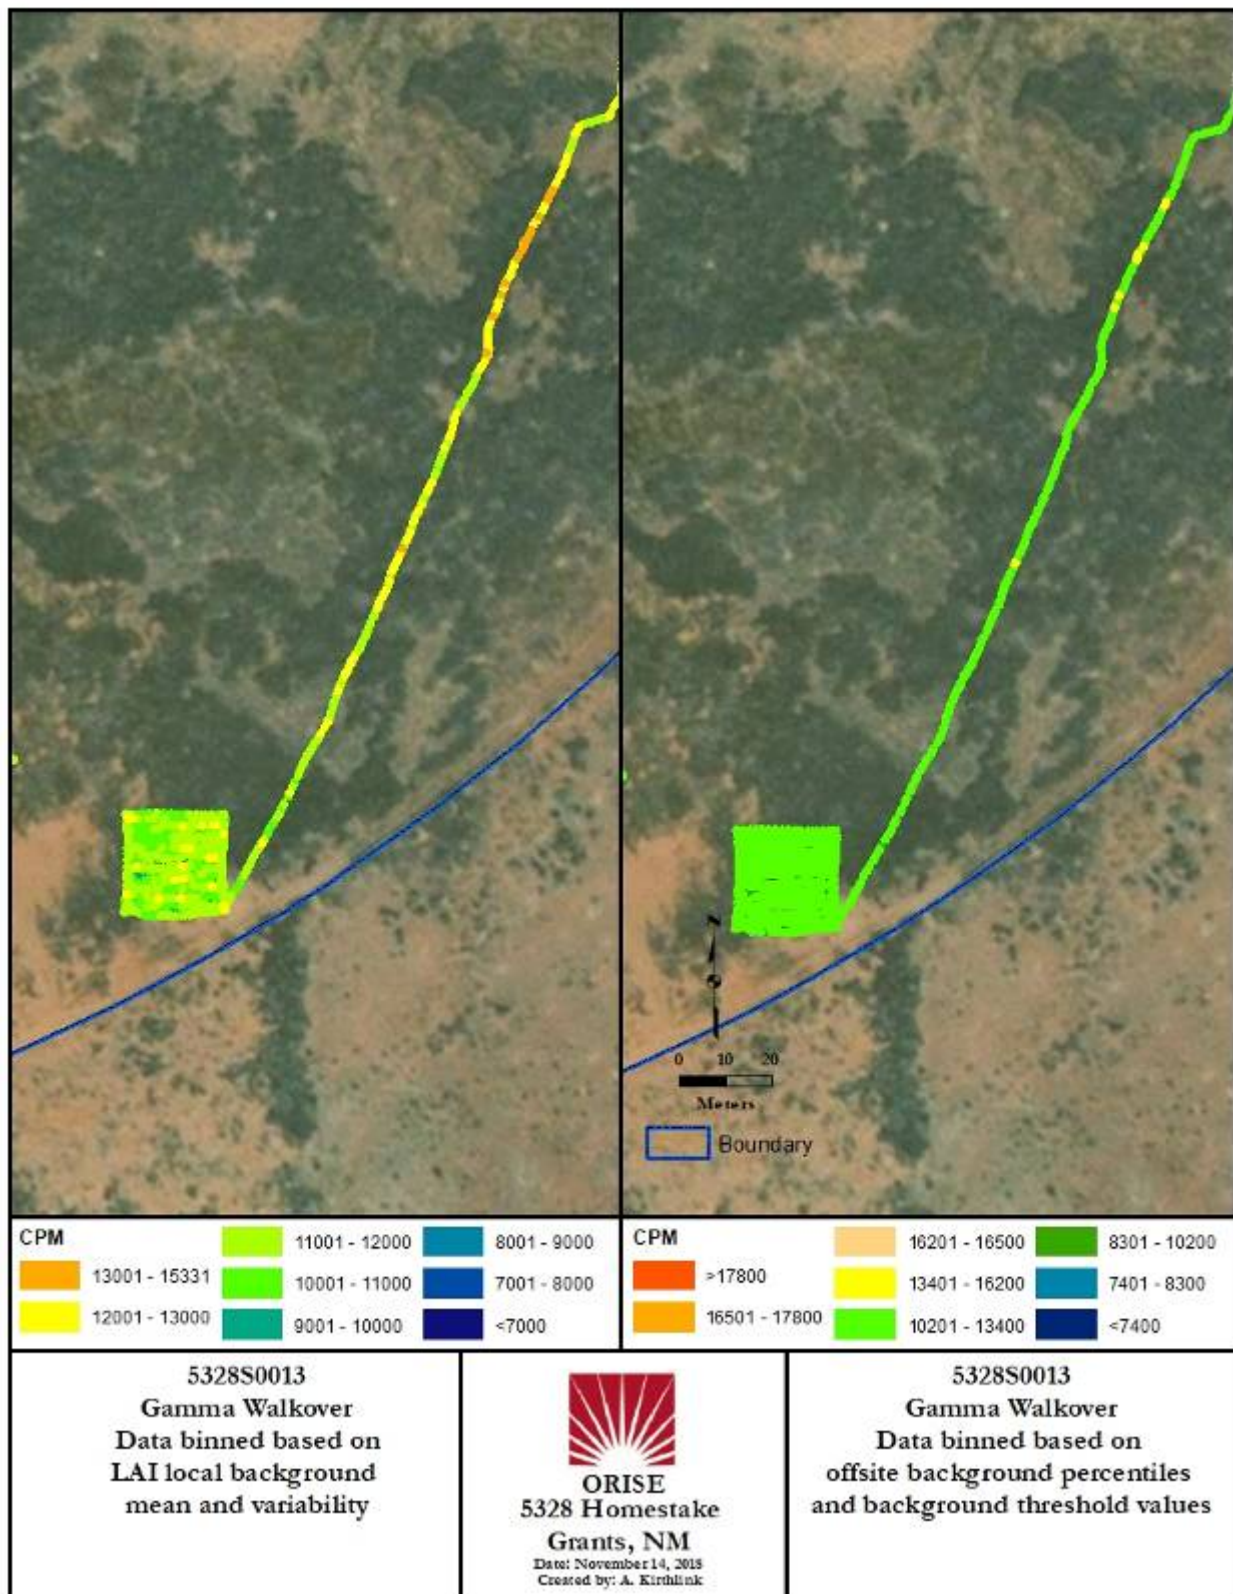 N
0 10 20
Meters
Boundary
CPM
13001 - 15331
12001 - 13000
11001 - 12000
10001 - 11000
9001 - 10000
8001 - 9000
7001 - 8000
<7000
CPM
>17800
16501 - 17800
16201 - 16500
13401 - 16200
10201 - 13400
8301 - 10200
7401 - 8300
<7400
5328S0013
Gamma Walkover
Data binned based on
LAI local background
mean and variability
ORISE
5328 Homestake
Grants, NM
Date: November 14, 2018
Created by: A. Kirthlink
5328S0013
Gamma Walkover
Data binned based on
offsite background percentiles
and background threshold values